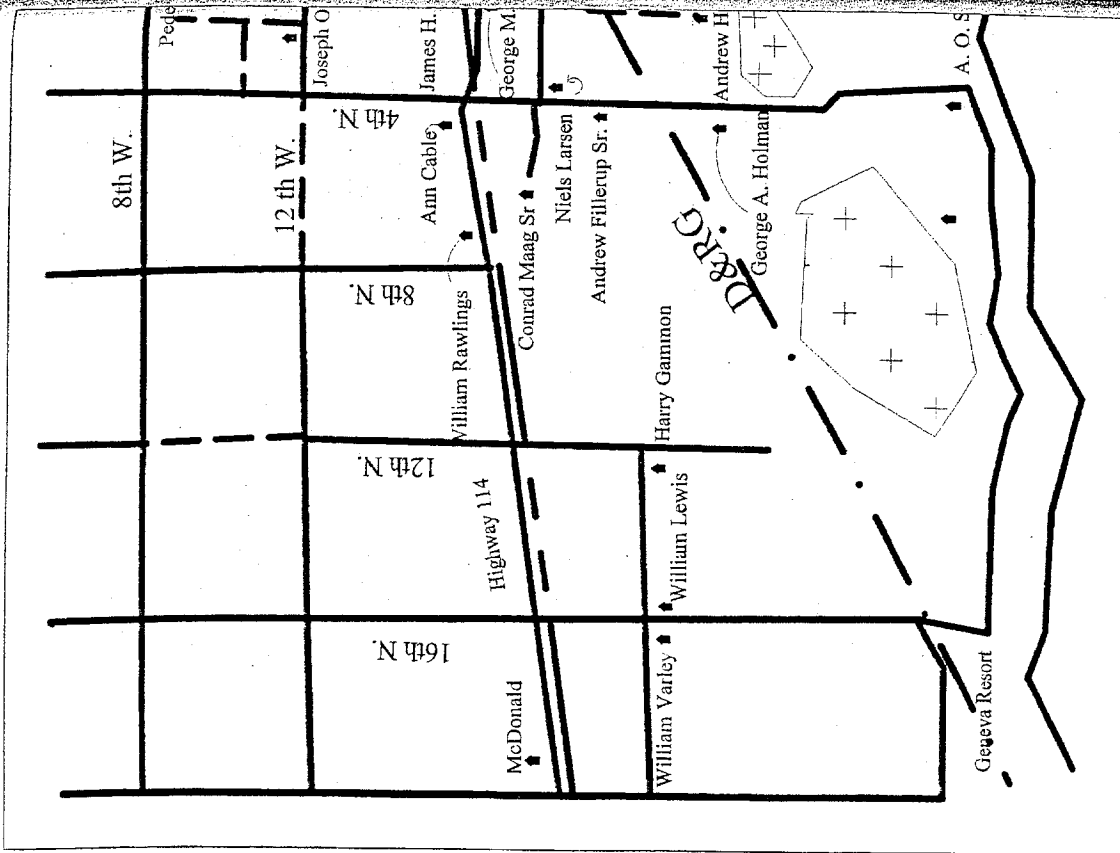 8th W.
Pede
12 th W.
Joseph O
4th N.
James H.
George M.
Ann Cable
Conrad Maag Sr
Niels Larsen
Andrew Fillerup Sr.
Andrew H
George A. Holman
A. O. S
D&RG
8th N.
William Rawlings
Harry Gammon
12th N.
Highway 114
William Lewis
16th N.
McDonald
William Varley
Geneva Resort